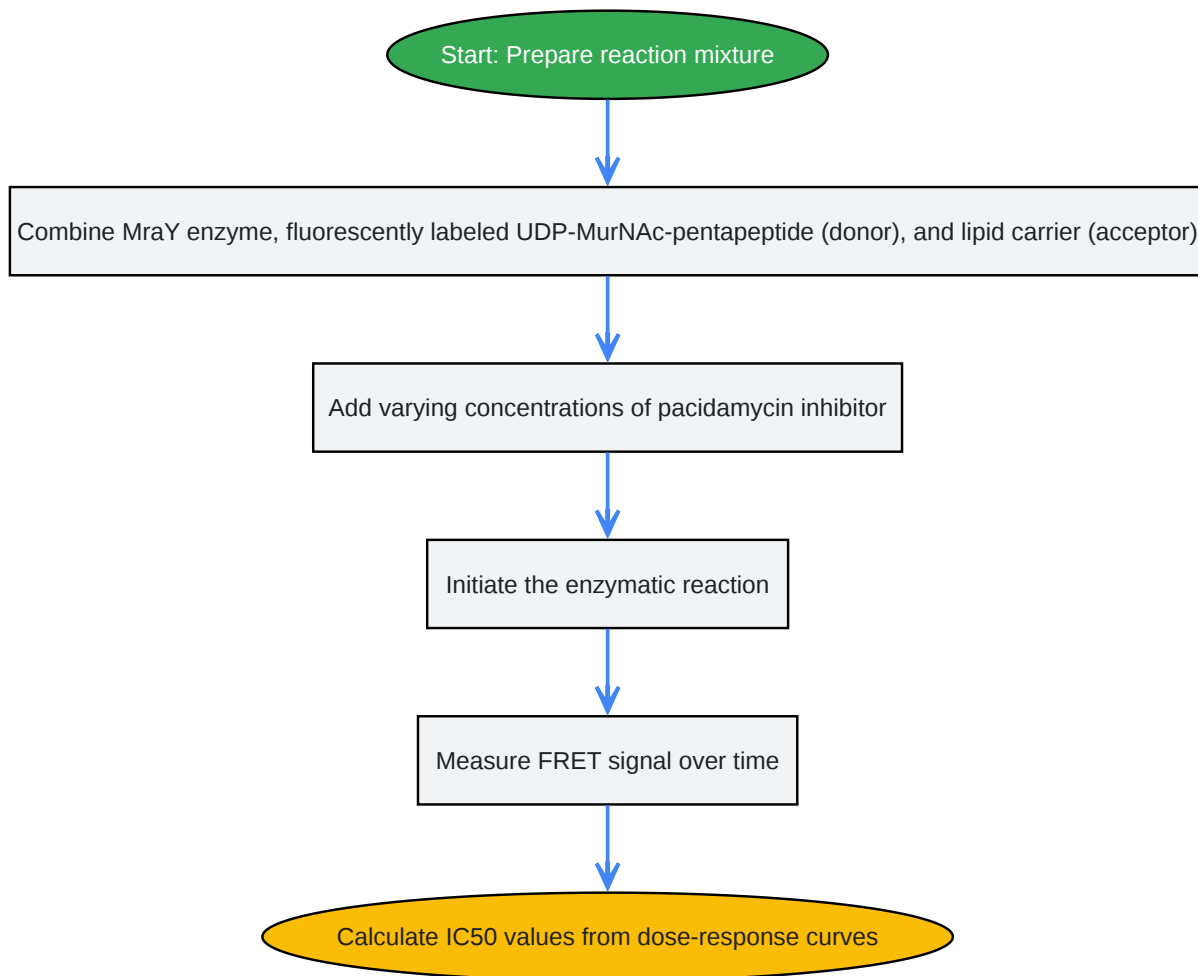 Start: Prepare reaction mixture
Combine MraY enzyme, fluorescently labeled UDP-MurNAc-pentapeptide (donor), and lipid carrier (acceptor)
Add varying concentrations of pacidamycin inhibitor
Initiate the enzymatic reaction
Measure FRET signal over time
Calculate IC50 values from dose-response curves